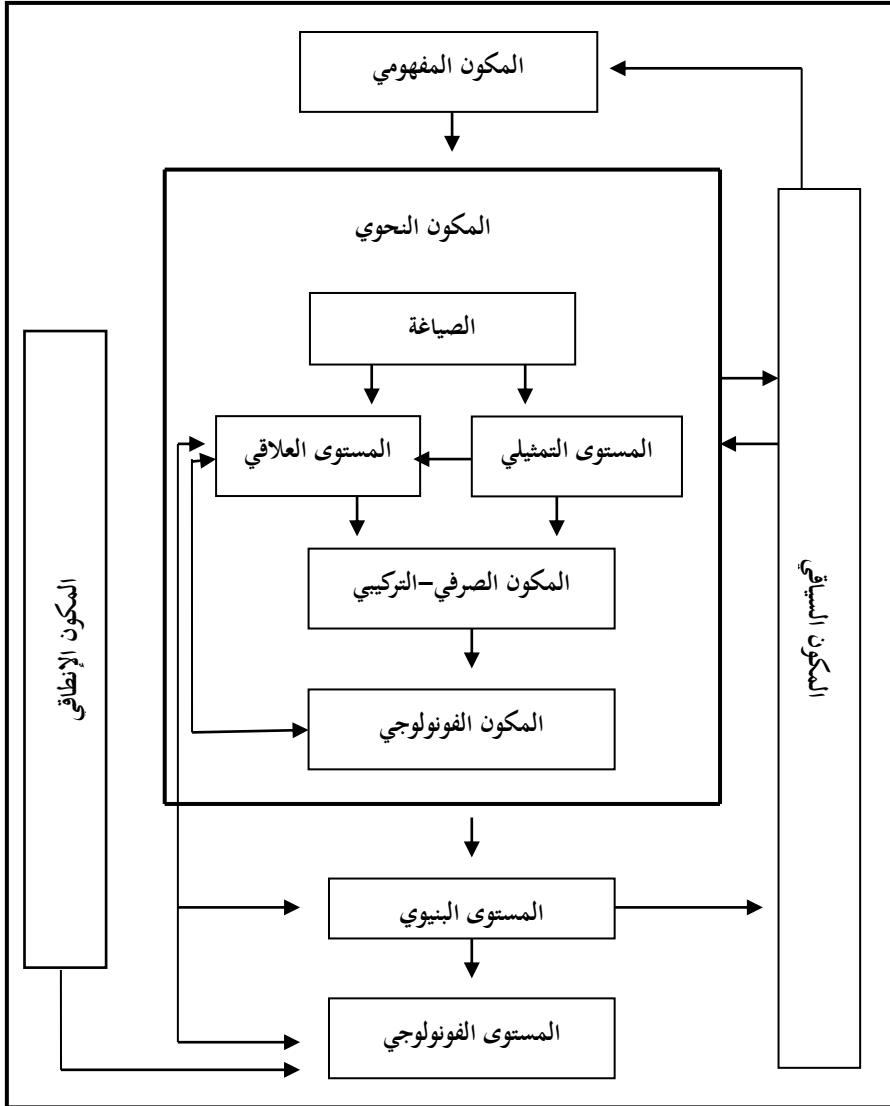 المكون المفهومي
المكون النحوي
الصياغة
المستوى التمثيلي
المستوى العلاقي
المكون الصرفي-التركيبي
المكون الفونولوجي
المستوى البنيوي
المستوى الفونولوجي
المكون السياقي
المكون الإنطاقي